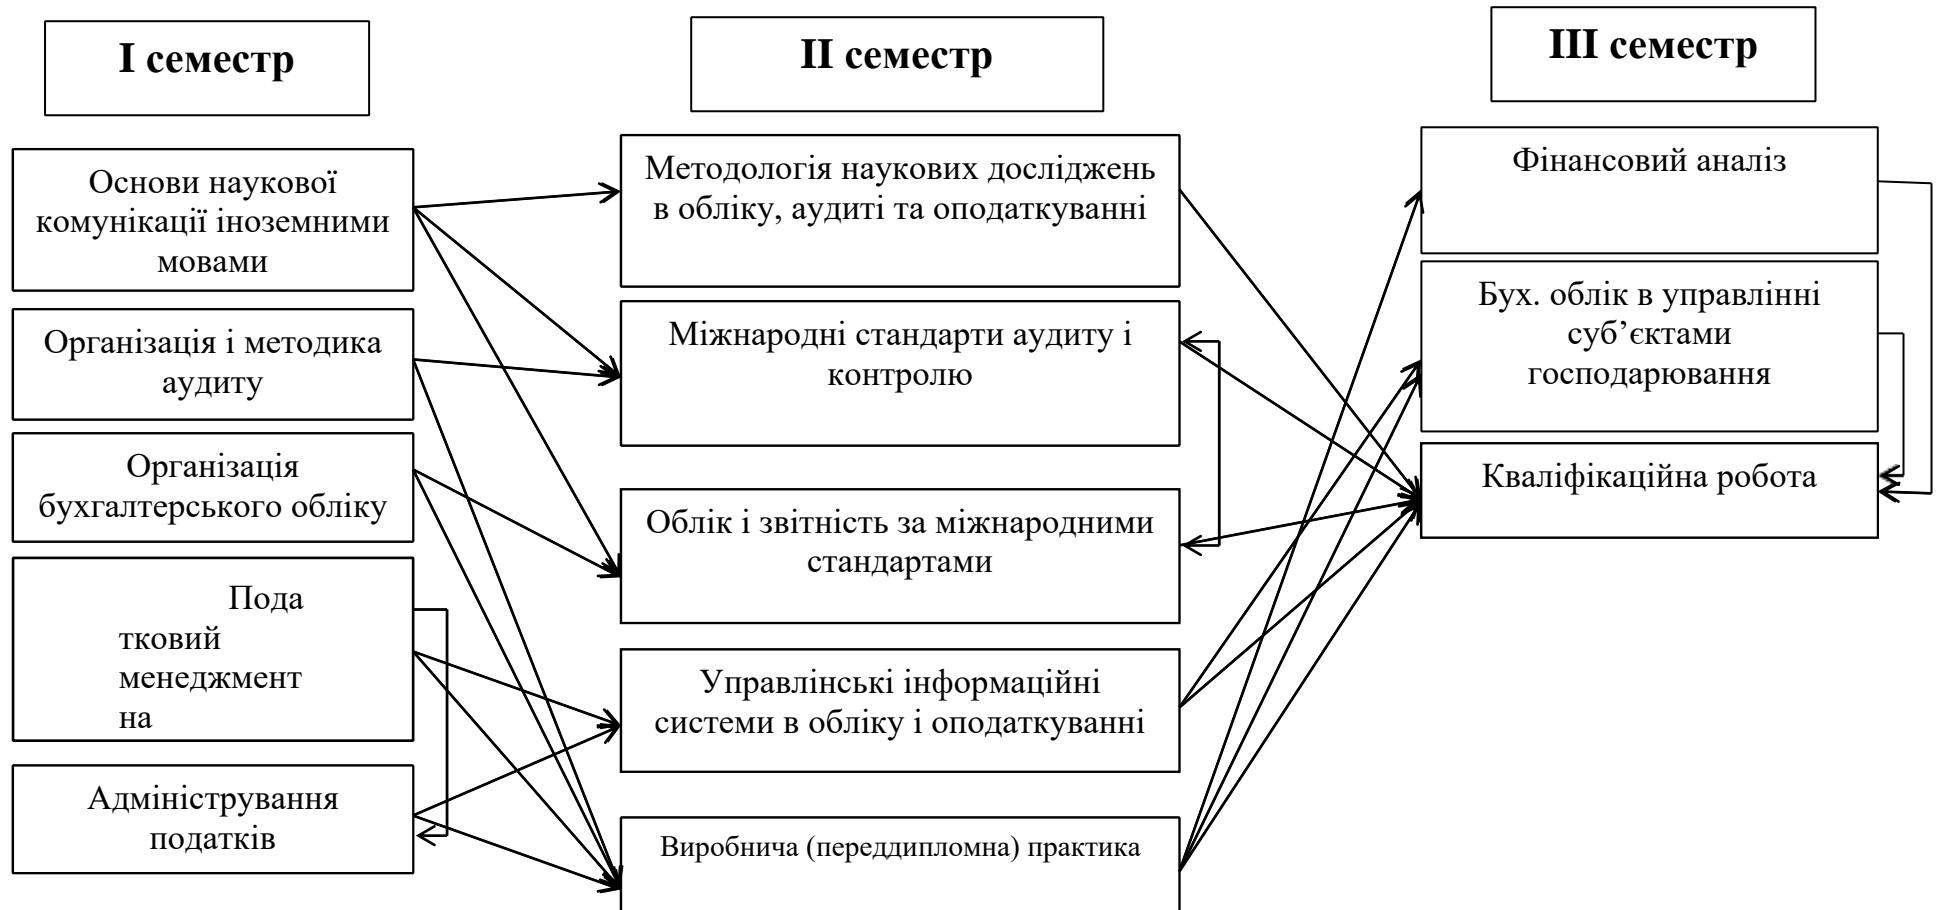 I семестр
II семестр
III семестр
Основи наукової
комунікації іноземними
мовами
Організація і методика
аудиту
Організація
бухгалтерського обліку
Пода
тковий
менеджмент
на
Адміністрування
податків
Методологія наукових досліджень
в обліку, аудиті та оподаткуванні
Міжнародні стандарти аудиту і
контролю
Облік і звітність за міжнародними
стандартами
Управлінські інформаційні
системи в обліку і оподаткуванні
Виробнича (переддипломна) практика
Фінансовий аналіз
Бух. облік в управлінні
суб’єктами
господарювання
Кваліфікаційна робота